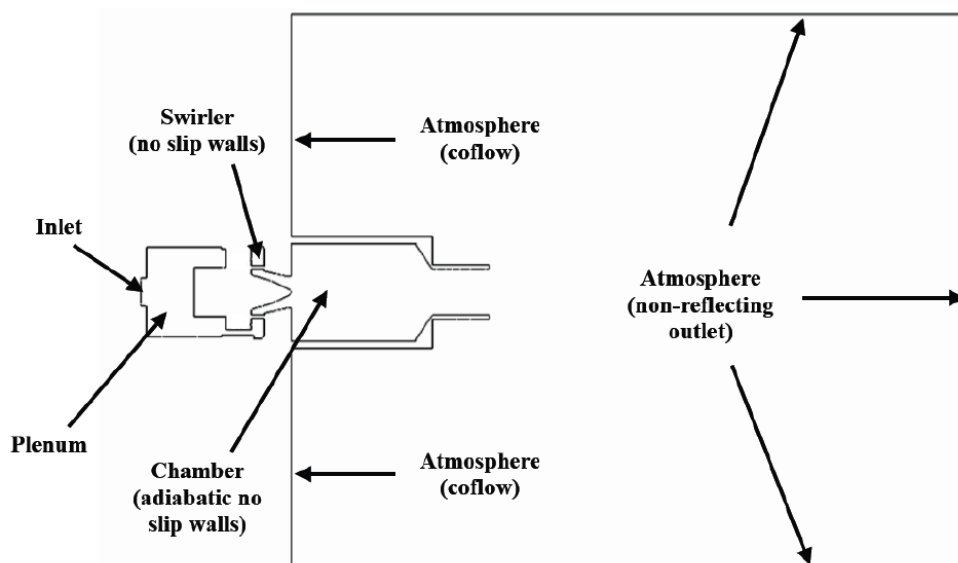 Swirler
(no slip walls)
Atmosphere
(coflow)
Inlet
Atmosphere
(non-reflecting
outlet)
Plenum
Chamber
(adiabatic no
slip walls)
Atmosphere
(coflow)